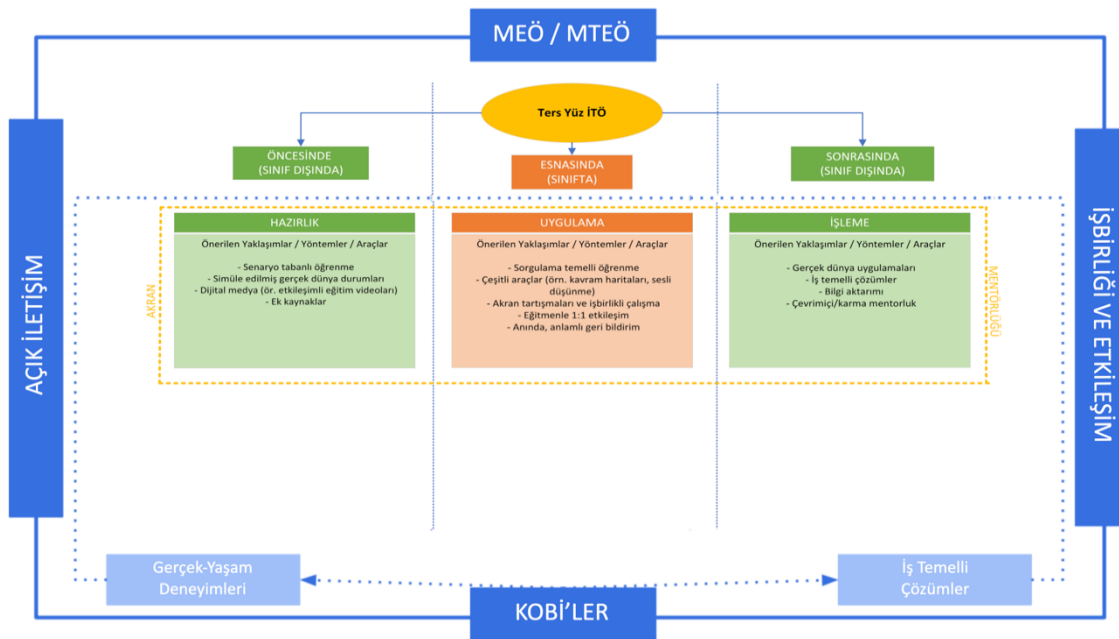 MEÖ / MTEÖ
Ters Yüz İTÖ
ÖNCESİNDE
(SINIF DIŞINDA)
ESNASINDA
(SINIFTA)
SONRASINDA
(SINIF DIŞINDA)
AÇIK İLETİŞİM
AKRAN
HAZIRLIK
Önerilen Yaklaşımlar / Yöntemler / Araçlar
- Senaryo tabanlı öğrenme
- Simüle edilmiş gerçek dünya durumları
- Dijital medya (ör. etkileşimli eğitim videoları)
- Ek kaynaklar
UYGULAMA
Önerilen Yaklaşımlar / Yöntemler / Araçlar
- Sorgulama temelli öğrenme
- Çeşitli araçlar (örn. kavram haritaları, sesli
düşünme)
- Akran tartışmaları ve işbirlikli çalışma
- Eğitmenle 1:1 etkileşim
- Anında, anlamlı geri bildirim
İŞLEME
Önerilen Yaklaşımlar / Yöntemler / Araçlar
- Gerçek dünya uygulamaları
- İş temelli çözümler
- Bilgi aktarımı
- Çevrimiçi/karma mentorluk
MENTÖRLÜĞÜ
İŞBİRLİĞİ VE ETKİLEŞİM
Gerçek-Yaşam
Deneyimleri
İş Temelli
Çözümler
KOBİ'LER